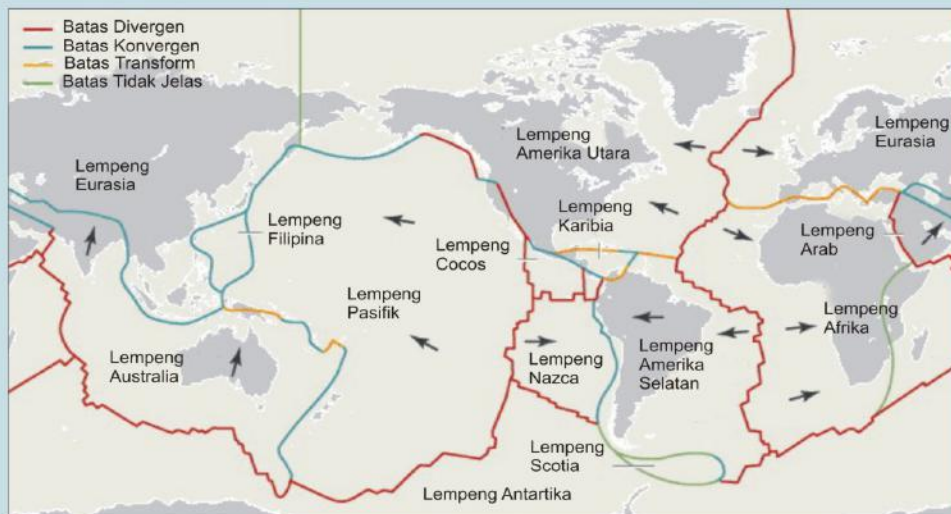 Batas Divergen
Batas Konvergen
Batas Transform
Batas Tidak Jelas
Lempeng
Eurasia
Lempeng
Filipina
Lempeng
Pasifik
Lempeng
Australia
Lempeng
Amerika Utara
Lempeng
Karibia
Lempeng
Cocos
Lempeng
Nazca
Lempeng
Amerika
Selatan
Lempeng
Scotia
Lempeng Antartika
Lempeng
Eurasia
Lempeng
Arab
Lempeng
Afrika